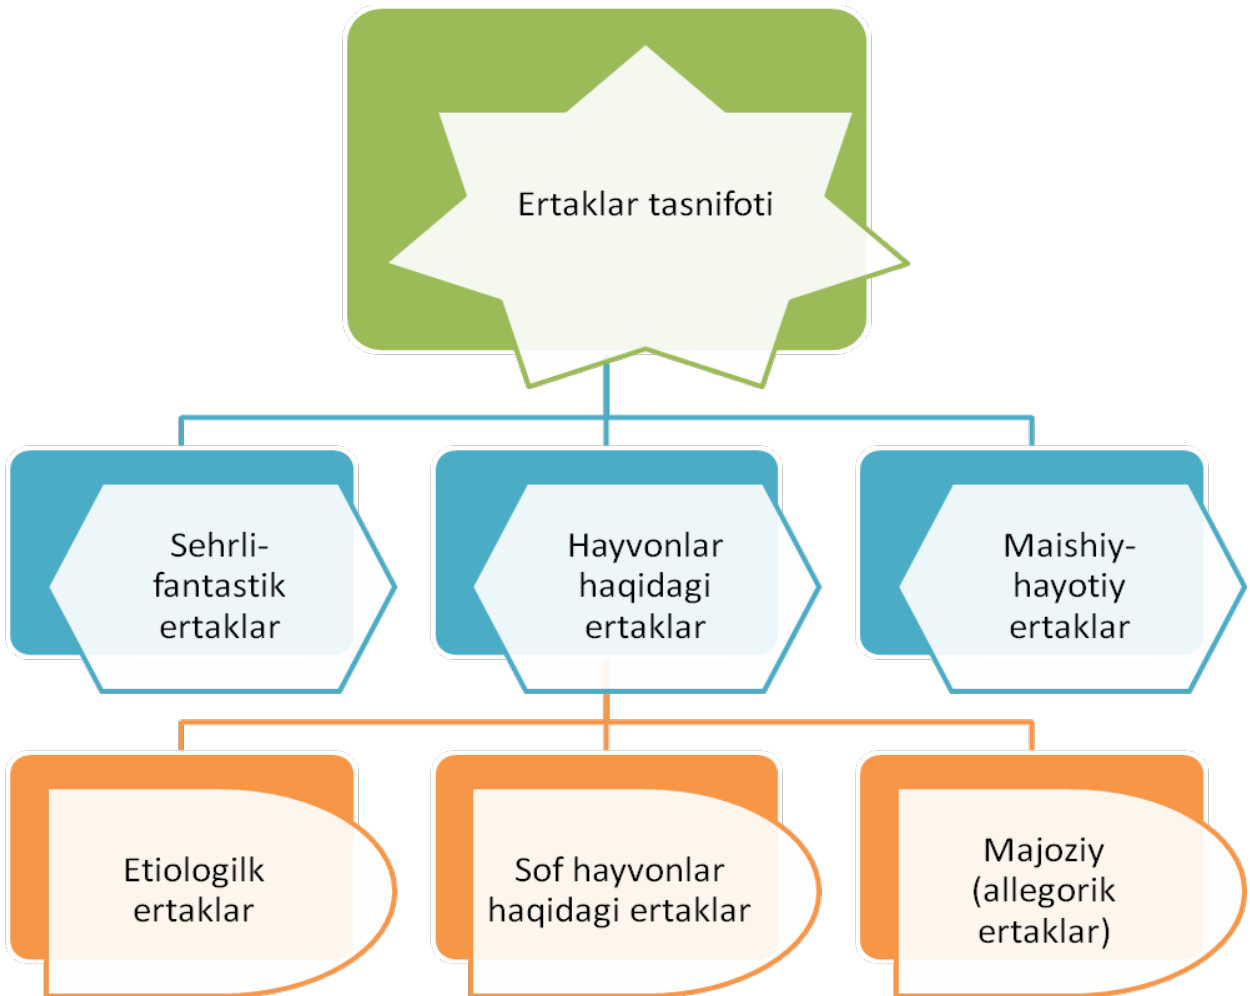 Ertaklar tasnifoti
Sehrli-
fantastik
ertaklar
Hayvonlar
haqidagi
ertaklar
Maishiy-
hayotiy
ertaklar
Etiologilk
ertaklar
Sof hayvonlar
haqidagi ertaklar
Majoziy
(allegorik
ertaklar)